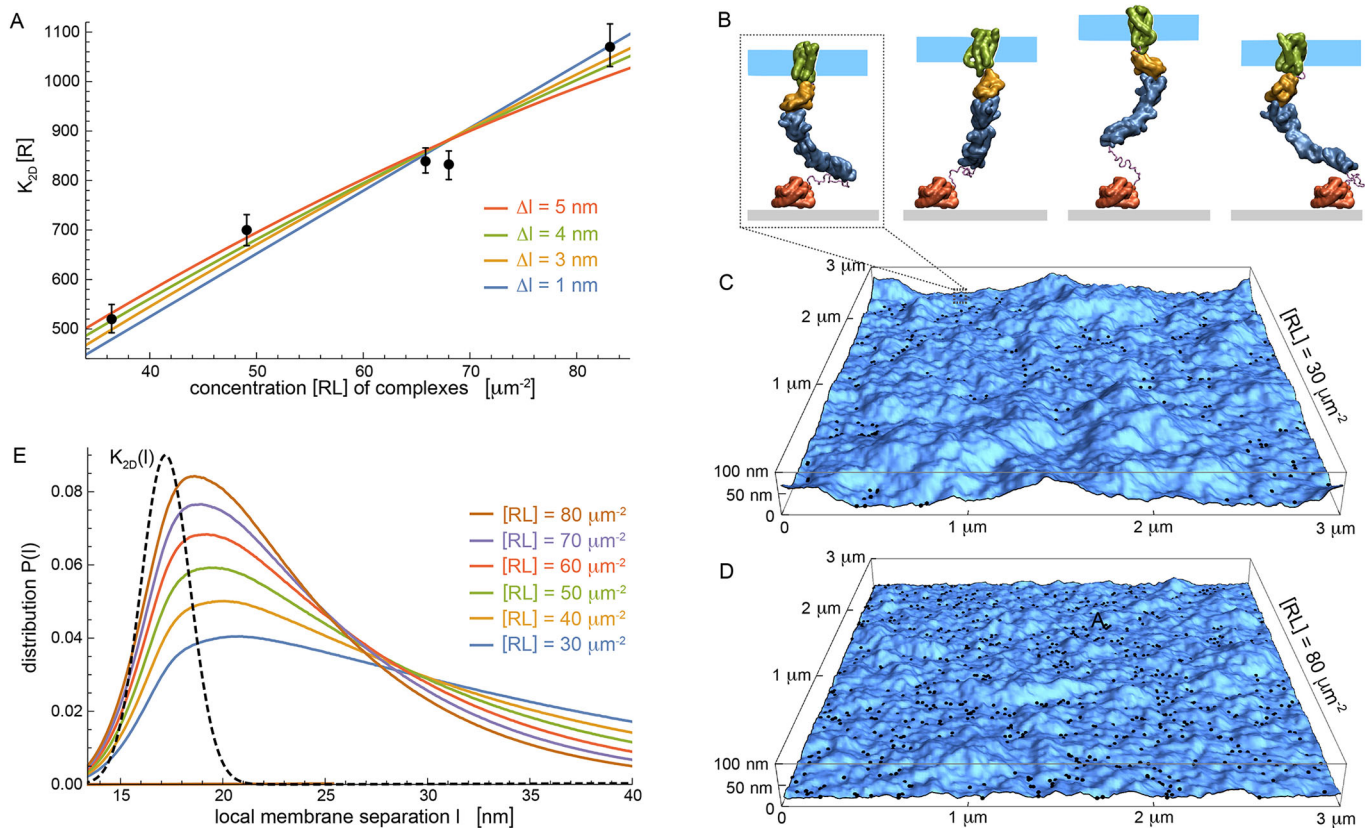 A
1100
1000
900
800
700
600
500
K2D [R]
Δl = 5 nm
Δl = 4 nm
Δl = 3 nm
Δl = 1 nm
40 50 60 70 80
concentration [RL] of complexes [μm-2]
B
C
3 μm
2 μm
1 μm
100 nm
50 nm
0
0 1 μm 2 μm 3 μm
[RL] = 30 μm-2
D
3 μm
2 μm
1 μm
100 nm
50 nm
0
0 1 μm 2 μm 3 μm
[RL] = 80 μm-2
A
E
K2D(l)
0.08
0.06
0.04
0.02
0.00
distribution P(l)
[RL] = 80 μm-2
[RL] = 70 μm-2
[RL] = 60 μm-2
[RL] = 50 μm-2
[RL] = 40 μm-2
[RL] = 30 μm-2
15 20 25 30 35 40
local membrane separation l [nm]